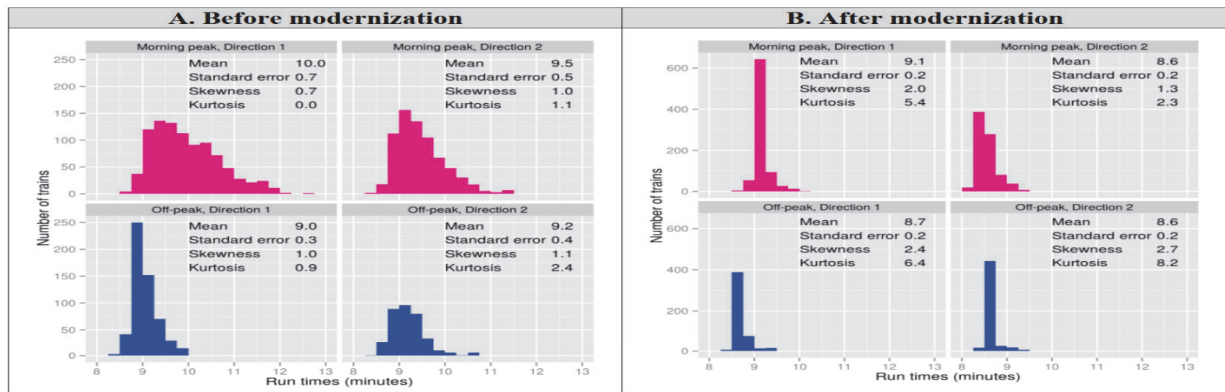 A. Before modernization
Morning peak, Direction 1
Morning peak, Direction 2
250
200
150
100
50
0
Mean 10.0
Standard error 0.7
Skewness 0.7
Kurtosis 0.0
Mean 9.5
Standard error 0.5
Skewness 1.0
Kurtosis 1.1
Number of trains
Off-peak, Direction 1
Off-peak, Direction 2
250
200
150
100
50
0
Mean 9.0
Standard error 0.3
Skewness 1.0
Kurtosis 0.9
Mean 9.2
Standard error 0.4
Skewness 1.1
Kurtosis 2.4
8 9 10 11 12 13 8 9 10 11 12 13
Run times (minutes)
B. After modernization
Morning peak, Direction 1
Morning peak, Direction 2
600
400
200
0
Mean 9.1
Standard error 0.2
Skewness 2.0
Kurtosis 5.4
Mean 8.6
Standard error 0.2
Skewness 1.3
Kurtosis 2.3
Number of trains
Off-peak, Direction 1
Off-peak, Direction 2
600
400
200
0
Mean 8.7
Standard error 0.2
Skewness 2.4
Kurtosis 6.4
Mean 8.6
Standard error 0.2
Skewness 2.7
Kurtosis 8.2
8 9 10 11 12 13 8 9 10 11 12 13
Run times (minutes)